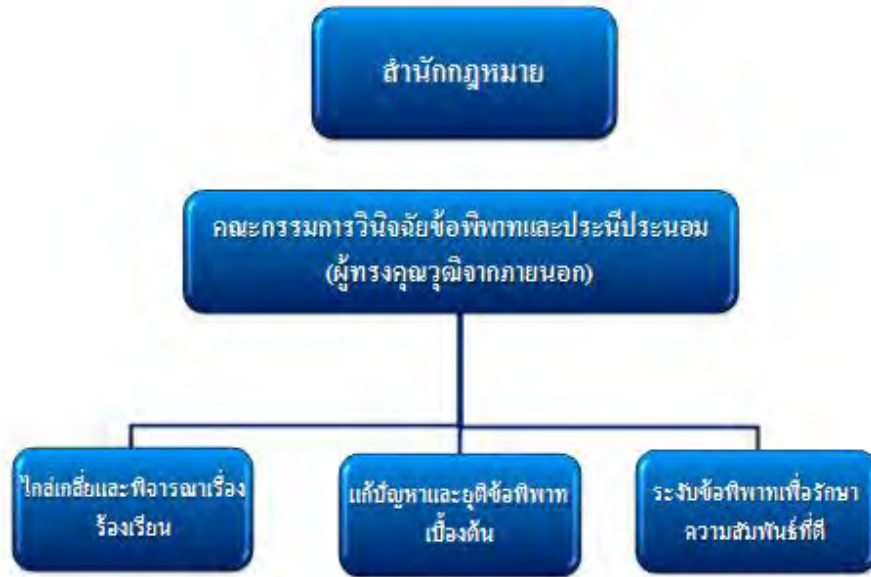 สำนักกฎหมาย
คณะกรรมการวินิจฉัยข้อพิพาทและประนีประนอม
(ผู้ทรงคุณวุฒิจากภายนอก)
ไกล่เกลี่ยและพิจารณาเรื่อง
ร้องเรียน
แก้ปัญหาและยุติข้อพิพาท
เบื้องต้น
ระงับข้อพิพาทเพื่อรักษา
ความสัมพันธ์ที่ดี